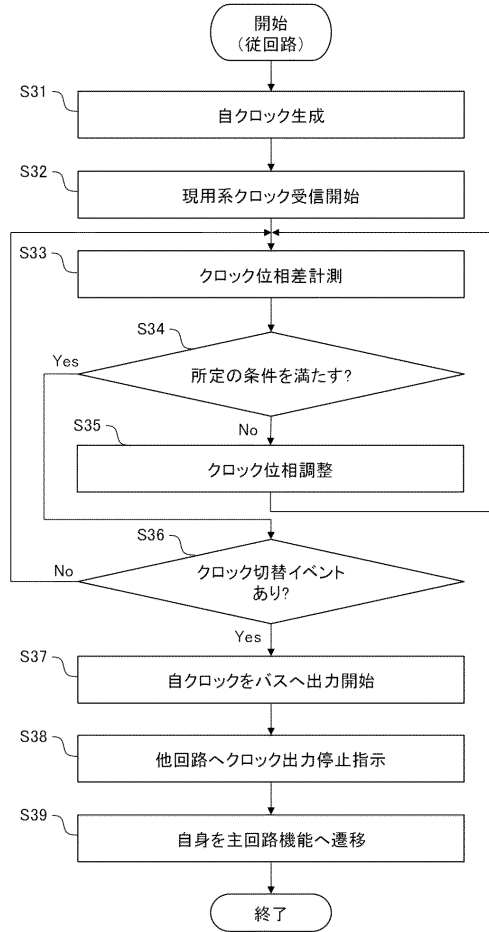 開始
（従回路）
S31
自クロック生成
S32
現用系クロック受信開始
S33
クロック位相差計測
S34
Yes
所定の条件を満たす?
No
S35
クロック位相調整
S36
No
クロック切替イベント
あり?
Yes
S37
自クロックをバスへ出力開始
S38
他回路へクロック出力停止指示
S39
自身を主回路機能へ遷移
終了